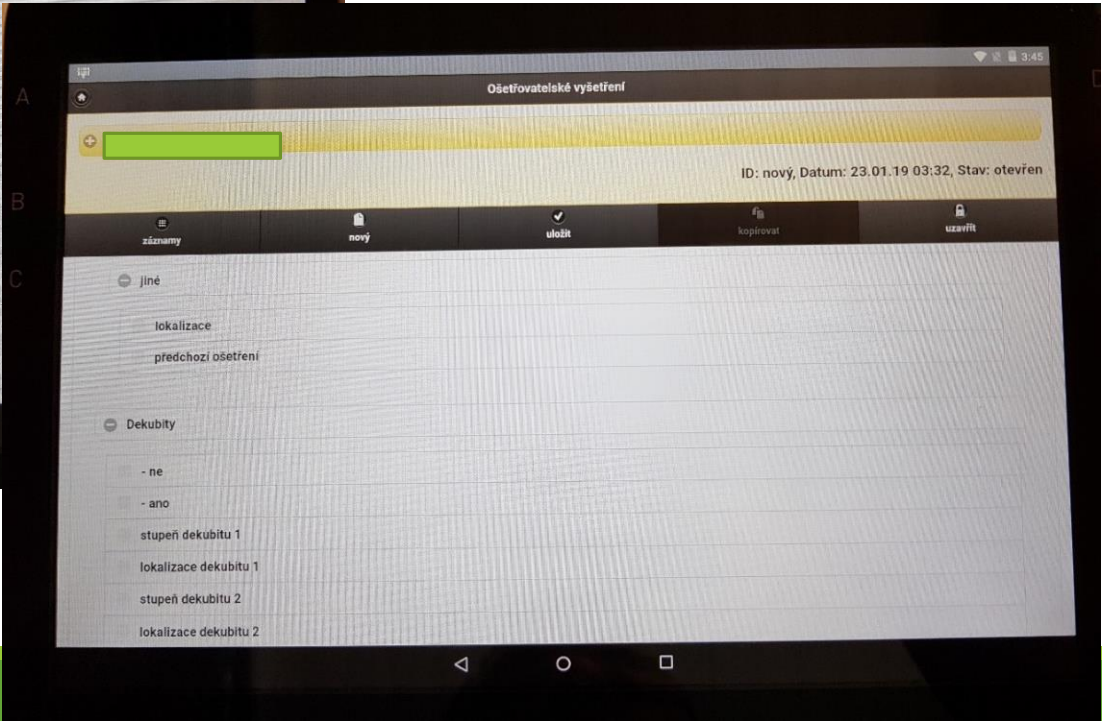 A
B
C
3:45
Ošetřovatelské vyšetření
ID: nový, Datum: 23.01.19 03:32, Stav: otevřen
záznamy nový uložit kopírovat uzavřít
jiné
lokalizace
předchozí ošetření
Dekubity
- ne
- ano
stupeň dekubitu 1
lokalizace dekubitu 1
stupeň dekubitu 2
lokalizace dekubitu 2